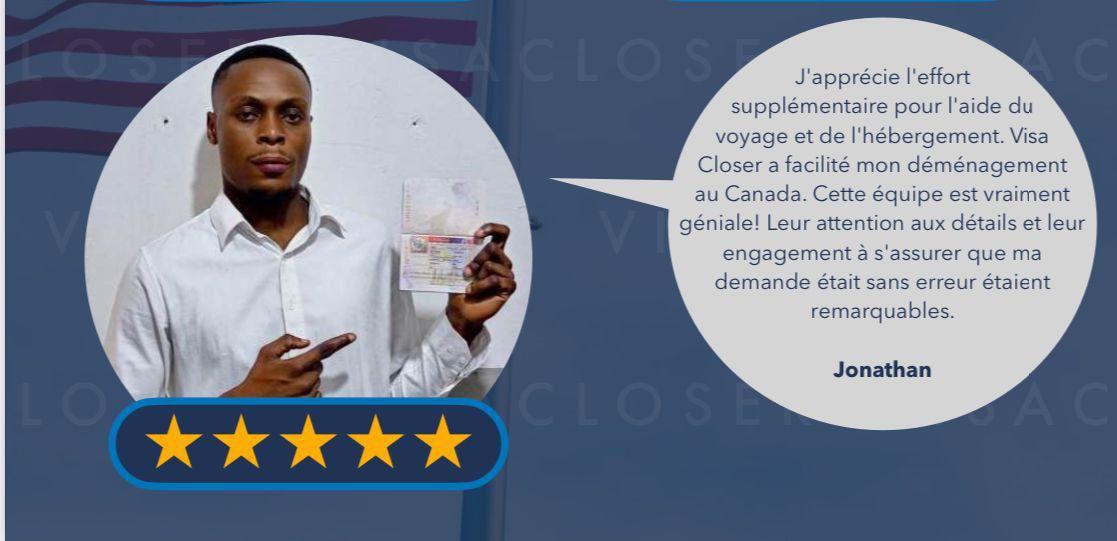 J'apprécie l'effort
supplémentaire pour l'aide du
voyage et de l'hébergement. Visa
Closer a facilité mon déménagement
au Canada. Cette équipe est vraiment
géniale! Leur attention aux détails et leur
engagement à s'assurer que ma
demande était sans erreur étaient
remarquables.
Jonathan